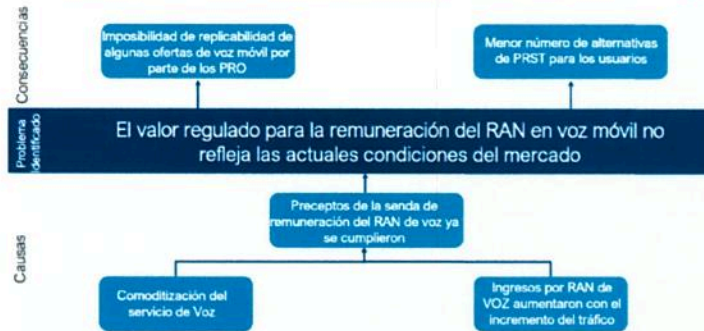 Consecuencias
Imposibilidad de replicabilidad de
algunas ofertas de voz móvil por
parte de los PRO
Menor número de alternativas
de PRST para los usuarios
Problema
identificado
El valor regulado para la remuneración del RAN en voz móvil no
refleja las actuales condiciones del mercado
Causas
Preceptos de la senda de
remuneración del RAN de voz ya
se cumplieron
Comoditización del
servicio de Voz
Ingresos por RAN de
VOZ aumentaron con el
incremento del tráfico